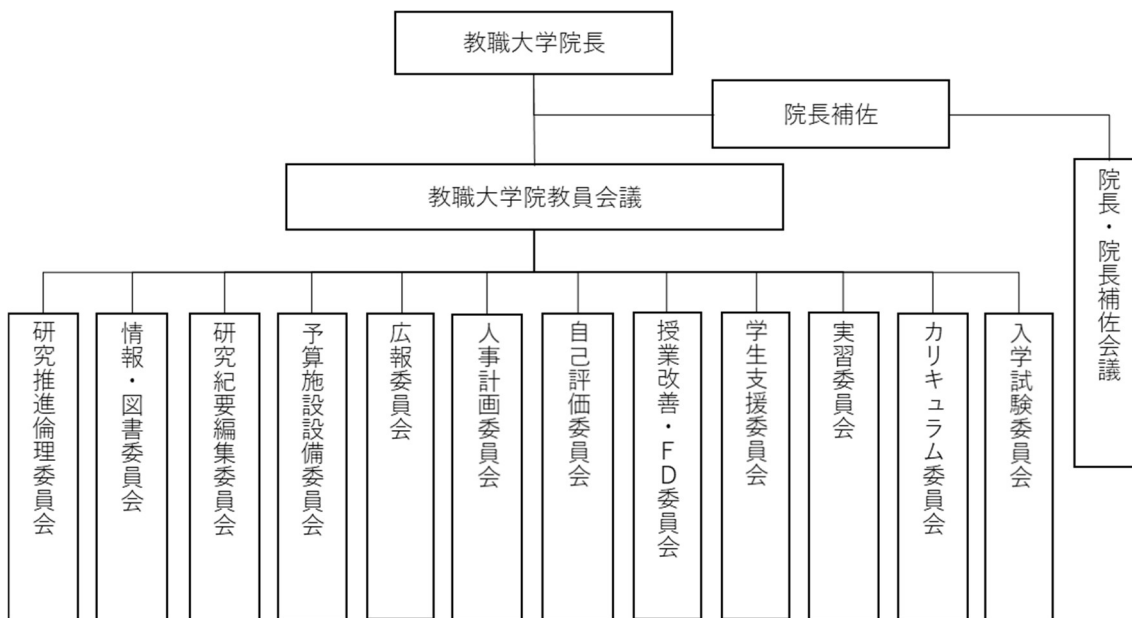 教職大学院長
院長補佐
教職大学院教員会議
院長・院長補佐会議
研究推進倫理委員会
情報・図書委員会
研究紀要編集委員会
予算施設設備委員会
広報委員会
人事計画委員会
自己評価委員会
授業改善・ＦＤ委員会
学生支援委員会
実習委員会
カリキュラム委員会
入学試験委員会